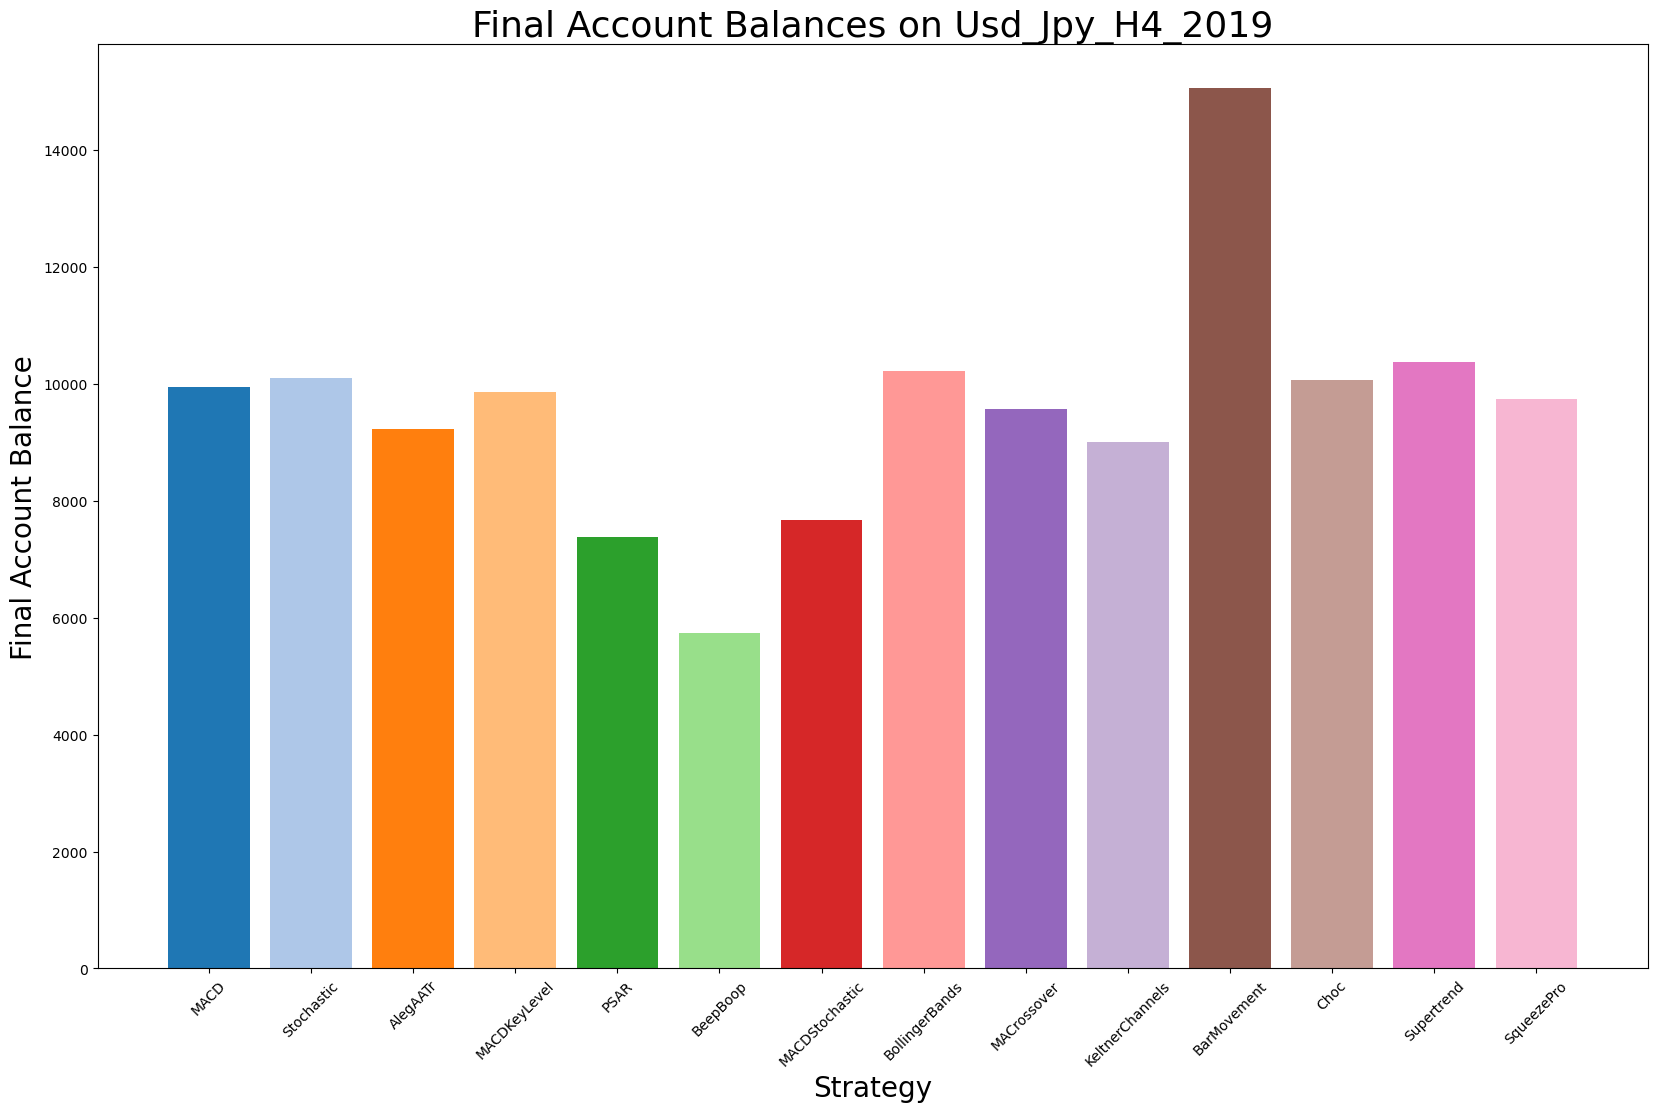 Final Account Balances on Usd_Jpy_H4_2019
Final Account Balance
14000
12000
10000
8000
6000
4000
2000
0
MACD
Stochastic
AlegAATr
MACDKeyLevel
PSAR
BeepBoop
MACDStochastic
BollingerBands
MACrossover
KeltnerChannels
BarMovement
Choc
Supertrend
SqueezePro
Strategy